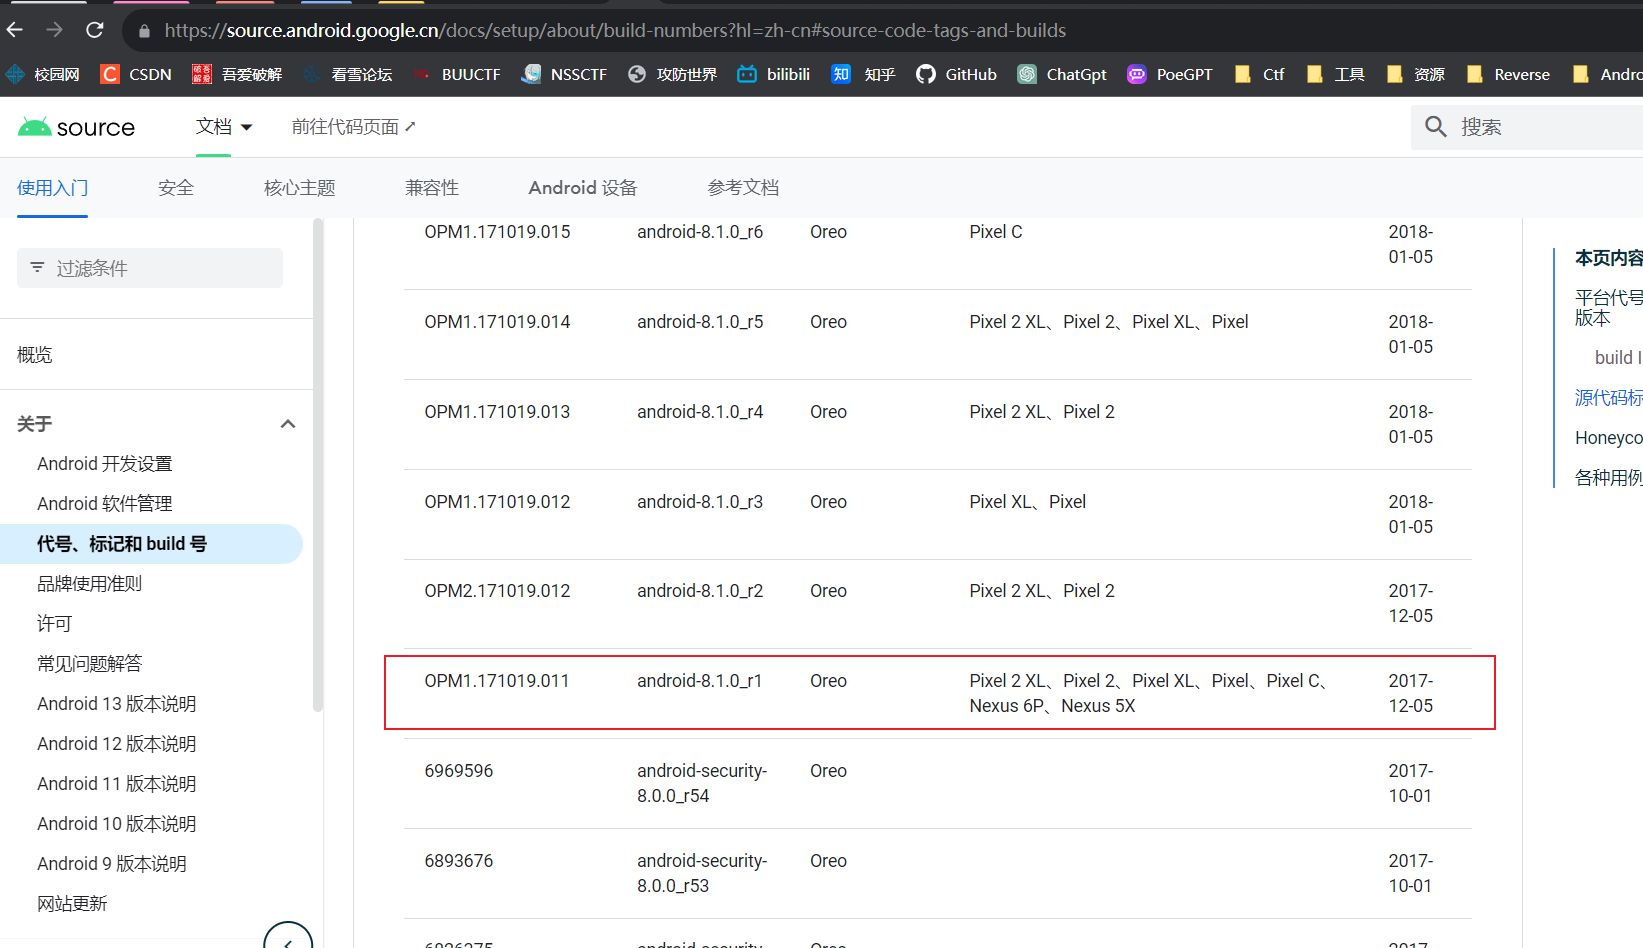 https://source.android.google.cn/docs/setup/about/build-numbers?hl=zh-cn#source-code-tags-and-builds
校园网 CSDN 吾爱破解 看雪论坛 BUUCTF NSSCTF 攻防世界 bilibili 知 知乎 GitHub ChatGpt PoeGPT Ctf 工具 资源 Reverse Andro
source 文档 前往代码页面 搜索
使用入门 安全 核心主题 兼容性 Android 设备 参考文档
过滤条件
概览
关于
Android 开发设置
Android 软件管理
代号、标记和 build 号
品牌使用准则
许可
常见问题解答
Android 13 版本说明
Android 12 版本说明
Android 11 版本说明
Android 10 版本说明
Android 9 版本说明
网站更新
OPM1.171019.015 android-8.1.0_r6 Oreo Pixel C 2018-
01-05
OPM1.171019.014 android-8.1.0_r5 Oreo Pixel 2 XL、Pixel 2、Pixel XL、Pixel 2018-
01-05
OPM1.171019.013 android-8.1.0_r4 Oreo Pixel 2 XL、Pixel 2 2018-
01-05
OPM1.171019.012 android-8.1.0_r3 Oreo Pixel XL、Pixel 2018-
01-05
OPM2.171019.012 android-8.1.0_r2 Oreo Pixel 2 XL、Pixel 2 2017-
12-05
OPM1.171019.011 android-8.1.0_r1 Oreo Pixel 2 XL、Pixel 2、Pixel XL、Pixel、Pixel C、 2017-
Nexus 6P、Nexus 5X 12-05
6969596 android-security- Oreo 2017-
8.0.0_r54 10-01
6893676 android-security- Oreo 2017-
8.0.0_r53 10-01
android-security- Oreo 2017-
本页内容
平台代号
版本
build I
源代码标
Honeyco
各种用例